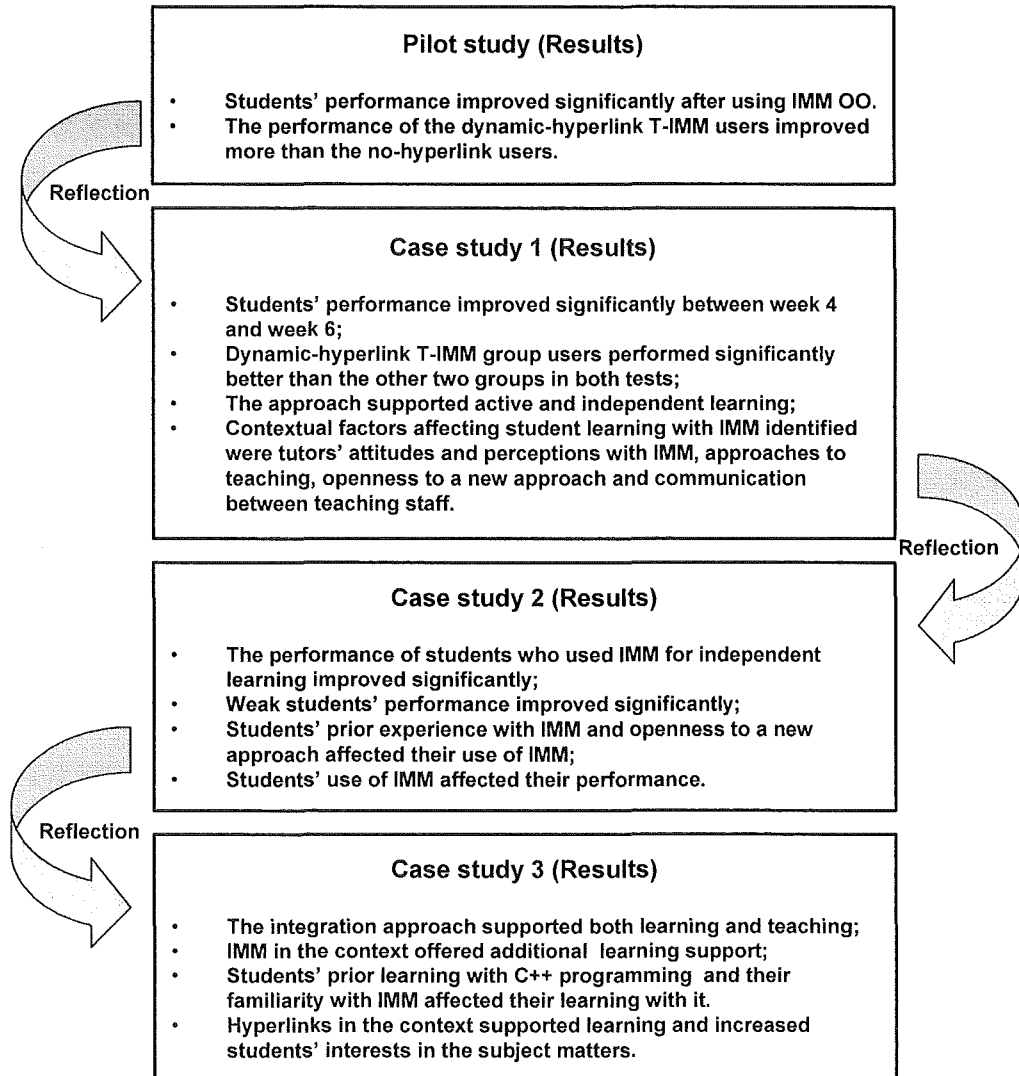 Pilot study (Results)
• Students' performance improved significantly after using IMM OO.
• The performance of the dynamic-hyperlink T-IMM users improved
more than the no-hyperlink users.
Reflection
Case study 1 (Results)
• Students' performance improved significantly between week 4
and week 6;
• Dynamic-hyperlink T-IMM group users performed significantly
better than the other two groups in both tests;
• The approach supported active and independent learning;
• Contextual factors affecting student learning with IMM identified
were tutors' attitudes and perceptions with IMM, approaches to
teaching, openness to a new approach and communication
between teaching staff.
Reflection
Case study 2 (Results)
• The performance of students who used IMM for independent
learning improved significantly;
• Weak students' performance improved significantly;
• Students' prior experience with IMM and openness to a new
approach affected their use of IMM;
• Students' use of IMM affected their performance.
Reflection
Case study 3 (Results)
• The integration approach supported both learning and teaching;
• IMM in the context offered additional learning support;
• Students' prior learning with C++ programming and their
familiarity with IMM affected their learning with it.
• Hyperlinks in the context supported learning and increased
students' interests in the subject matters.